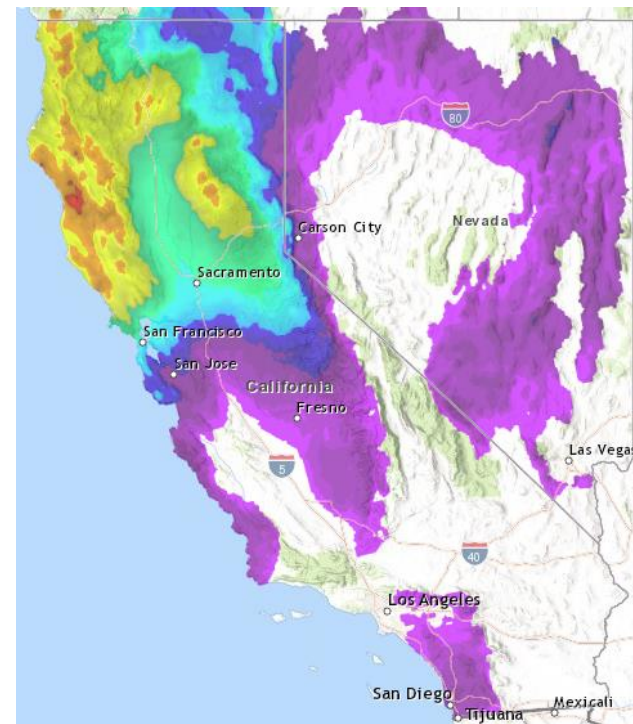 80
Carson City
Nevada
Sacramento
San Francisco
San Jose
California
Fresno
5
Las Vegas
40
Los Angeles
San Diego
Tijuana
Mexicali